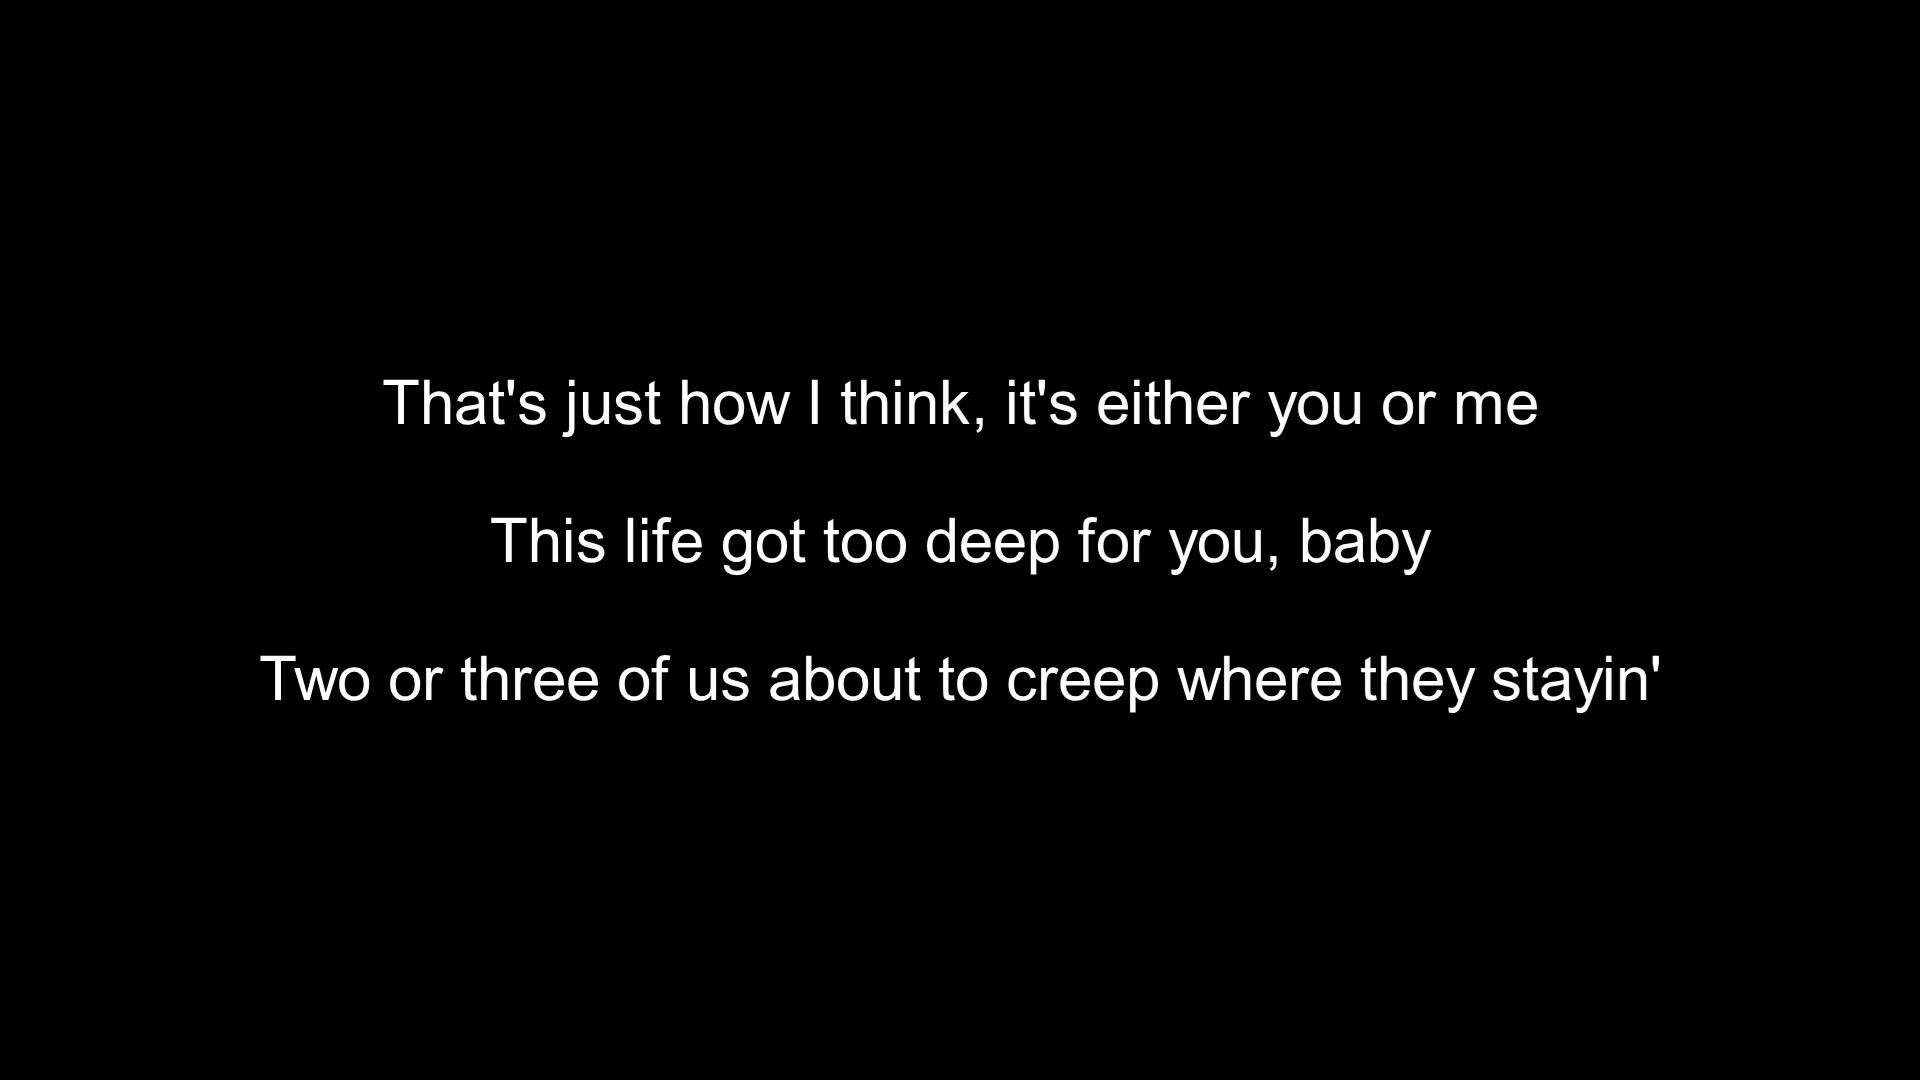 That's just how I think, it's either you or me
This life got too deep for you, baby
Two or three of us about to creep where they stayin'